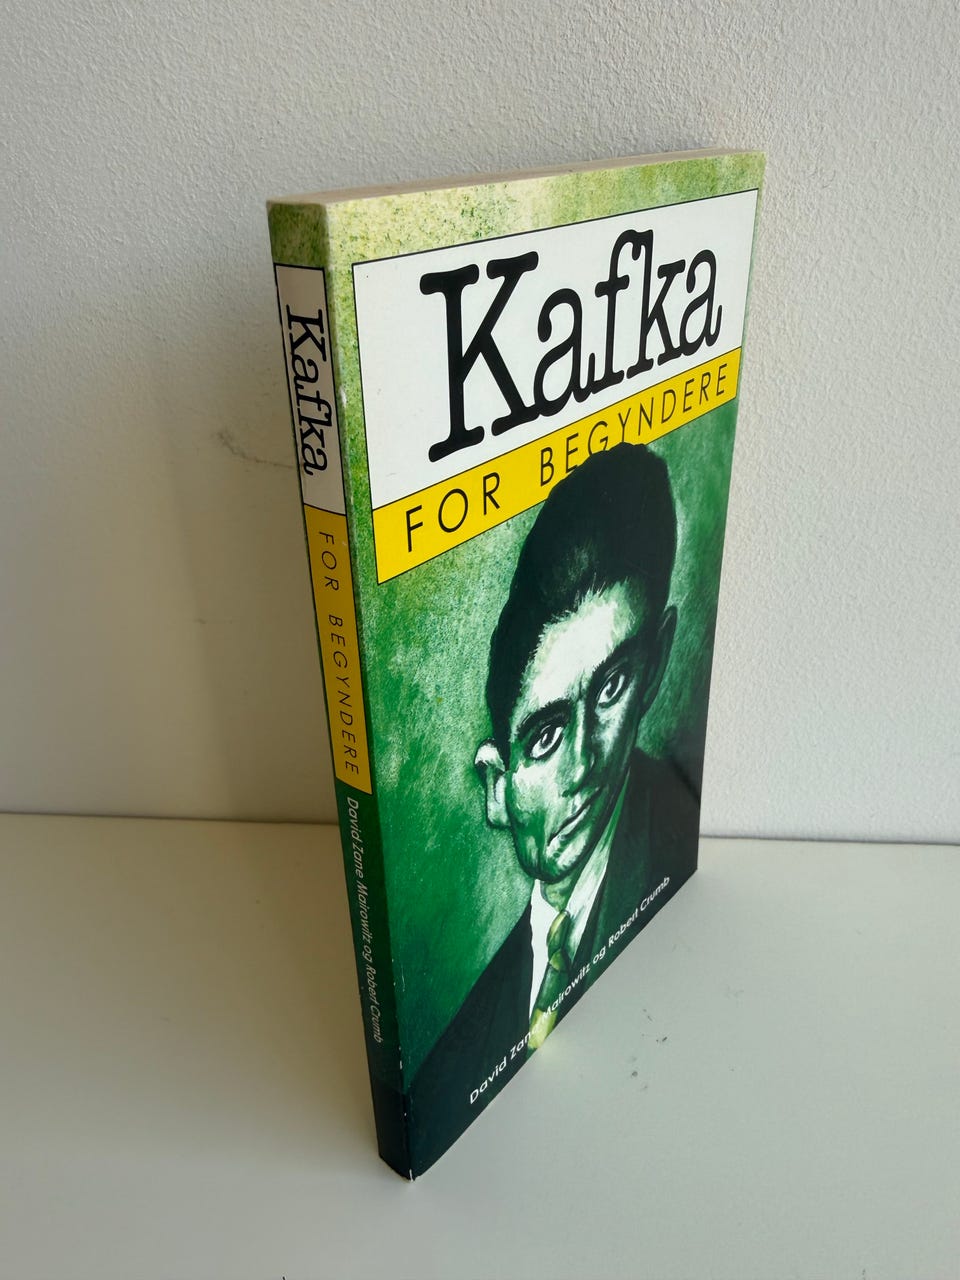 Kafka
FOR BEGYNDERE
David Zane Mairowitz og Robert Crumb
Kafka
FOR BEGYNDERE
David Zane Mairowitz og Robert Crumb